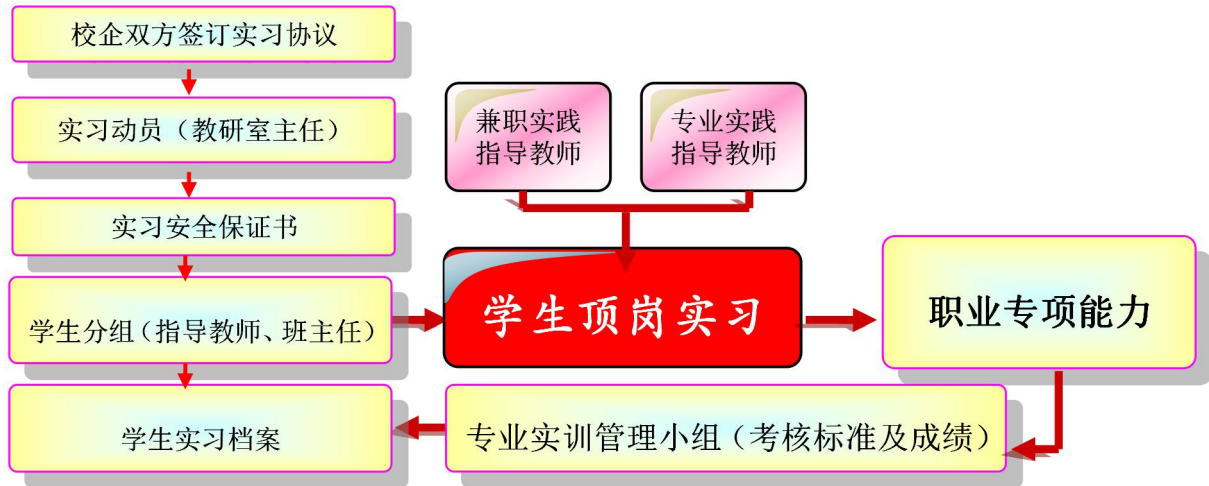 校企双方签订实习协议
实习动员（教研室主任）
实习安全保证书
学生分组（指导教师、班主任）
学生实习档案
兼职实践
指导教师
专业实践
指导教师
学生顶岗实习
职业专项能力
专业实训管理小组（考核标准及成绩）